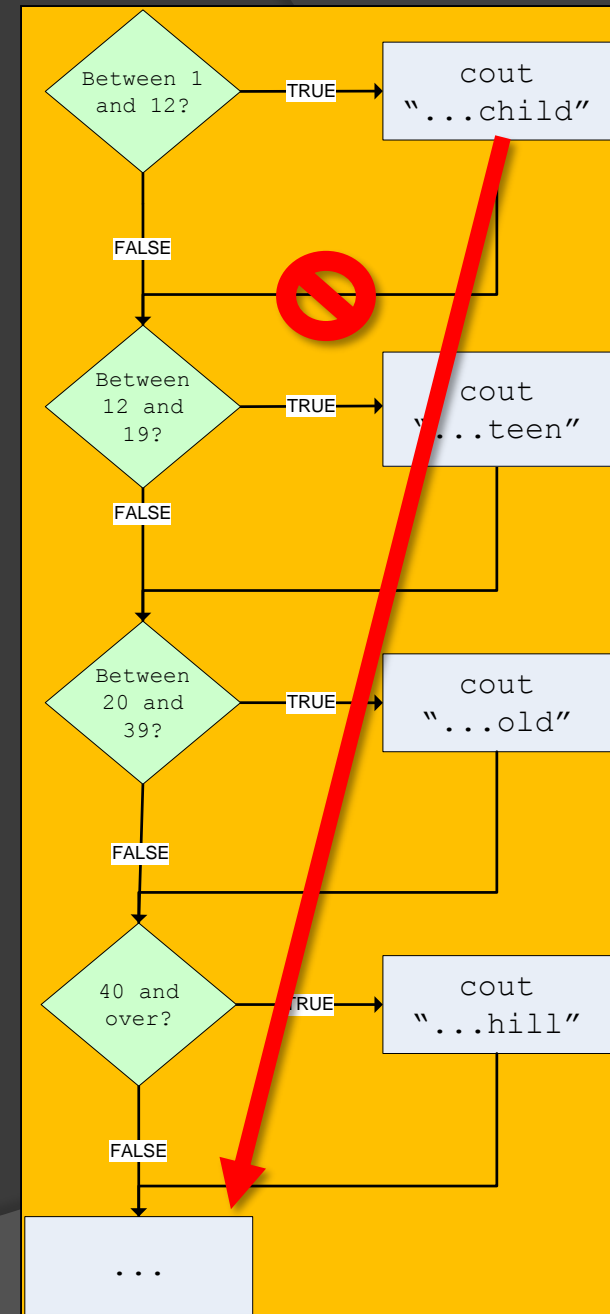 Between 1
and 12?
TRUE
cout
“...child”
FALSE
Between
12 and
19?
TRUE
cout
“...teen”
FALSE
Between
20 and
39?
TRUE
cout
“...old”
FALSE
40 and
over?
TRUE
cout
“...hill”
FALSE
...